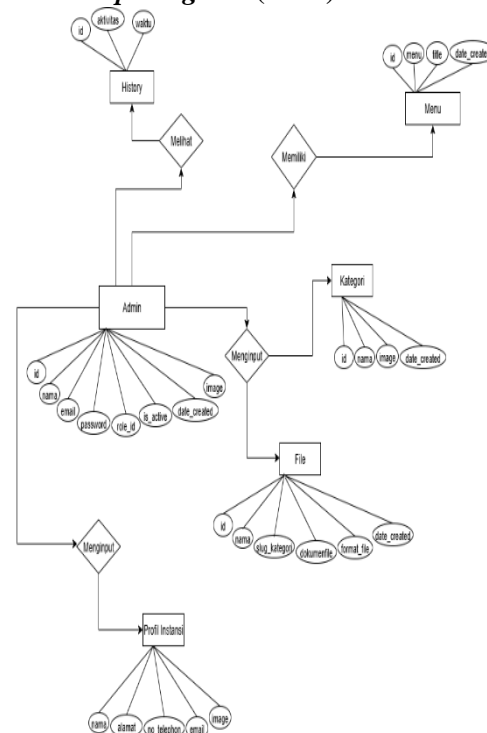 id
aktivitas
waktu
History
Melihat
id
menu
title
date_created
Menu
Memiliki
Admin
id
nama
email
password
role_id
is_active
date_created
image
Menginput
Kategori
id
nama
image
date_created
File
id
nama
slug_kategori
dokumenfile
format_file
date_created
Menginput
Profil Instansi
nama
alamat
no_telephon
email
image